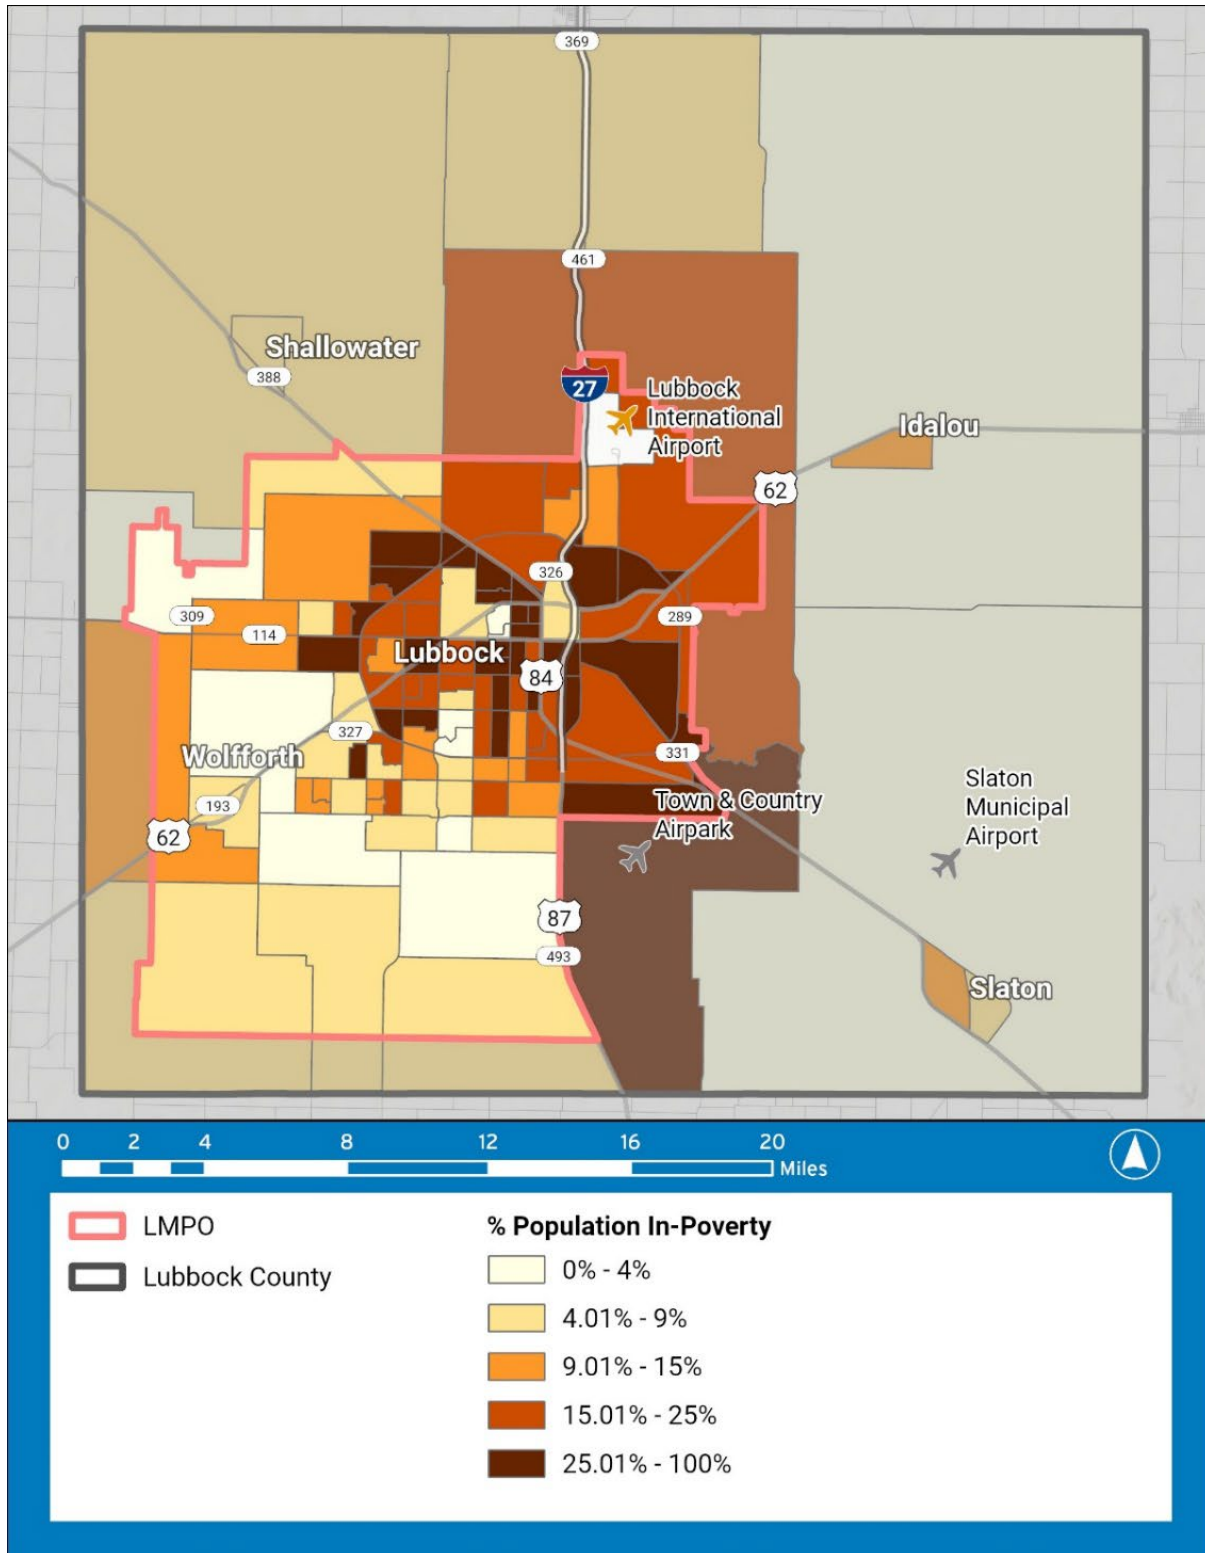 369
461
Shallowater
388
27
Lubbock
International
Airport
Idalou
62
326
309
289
114
Lubbock
84
327
331
Wolfforth
193
Town & Country
Airpark
Slaton
Municipal
Airport
62
87
493
Slaton
0 2 4 8 12 16 20
Miles
LMPO
Lubbock County
% Population In-Poverty
0% - 4%
4.01% - 9%
9.01% - 15%
15.01% - 25%
25.01% - 100%